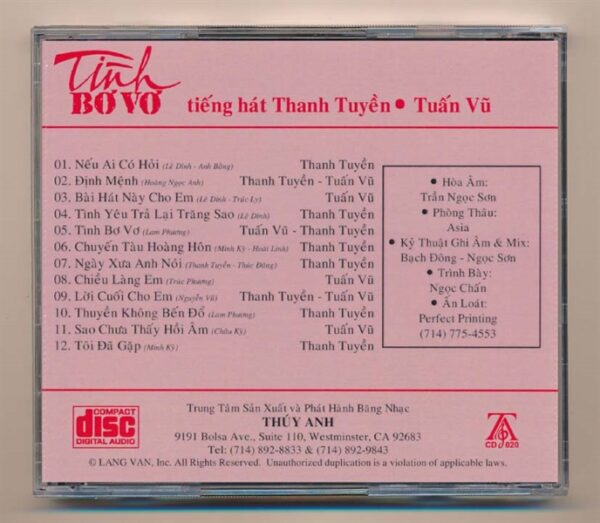 Tình
BƠ VƠ
tiếng hát Thanh Tuyền • Tuấn Vũ
01. Nếu Ai Có Hỏi (Lê Dinh - Anh Bằng) Thanh Tuyền
02. Định Mệnh (Hoàng Ngọc Anh) Thanh Tuyền - Tuấn Vũ
03. Bài Hát Này Cho Em (Lê Dinh - Trúc Ly) Tuấn Vũ
04. Tình Yêu Trả Lại Trăng Sao (Lê Dinh) Thanh Tuyền
05. Tình Bơ Vơ (Lam Phương) Tuấn Vũ - Thanh Tuyền
06. Chuyến Tàu Hoàng Hôn (Minh Kỳ - Hoài Linh) Thanh Tuyền
07. Ngày Xưa Anh Nói (Thanh Tuyền - Thúc Đăng) Thanh Tuyền
08. Chiều Làng Em (Trúc Phương) Tuấn Vũ
09. Lời Cuối Cho Em (Nguyễn Vũ) Thanh Tuyền - Tuấn Vũ
10. Thuyền Không Bến Đổ (Lam Phương) Thanh Tuyền
11. Sao Chưa Thấy Hồi Âm (Châu Kỳ) Tuấn Vũ
12. Tôi Đã Gặp (Minh Kỳ) Thanh Tuyền
• Hòa Âm:
Trần Ngọc Sơn
• Phòng Thâu:
Asia
• Kỹ Thuật Ghi Âm & Mix:
Bạch Đông - Ngọc Sơn
• Trình Bày:
Ngọc Chấn
• Ấn Loát:
Perfect Printing
(714) 775-4553
COMPACT
disc
DIGITAL AUDIO
Trung Tâm Sản Xuất và Phát Hành Băng Nhạc
THÚY ANH
9191 Bolsa Ave., Suite 110, Westminster, CA 92683
Tel: (714) 892-8833 & (714) 892-9843
© LANG VAN, Inc. All Rights Reserved. Unauthorized duplication is a violation of applicable laws.
TA
CD 020